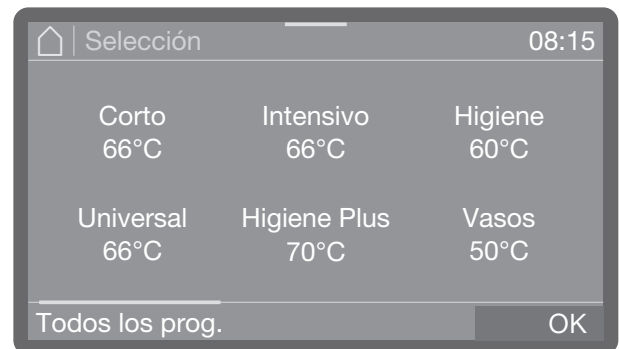 Selección 08:15
Corto Intensivo Higiene
66°C 66°C 60°C
Universal Higiene Plus Vasos
66°C 70°C 50°C
Todos los prog. OK